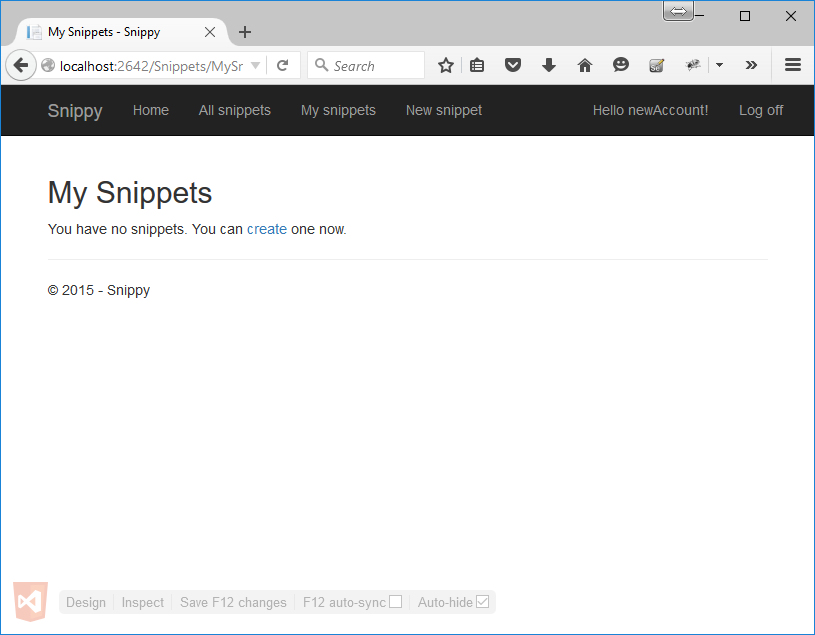 My Snippets - Snippy
localhost:2642/Snippets/MySr
Search
Snippy Home All snippets My snippets New snippet Hello newAccount! Log off
My Snippets
You have no snippets. You can create one now.
© 2015 - Snippy
Design Inspect Save F12 changes F12 auto-sync Auto-hide